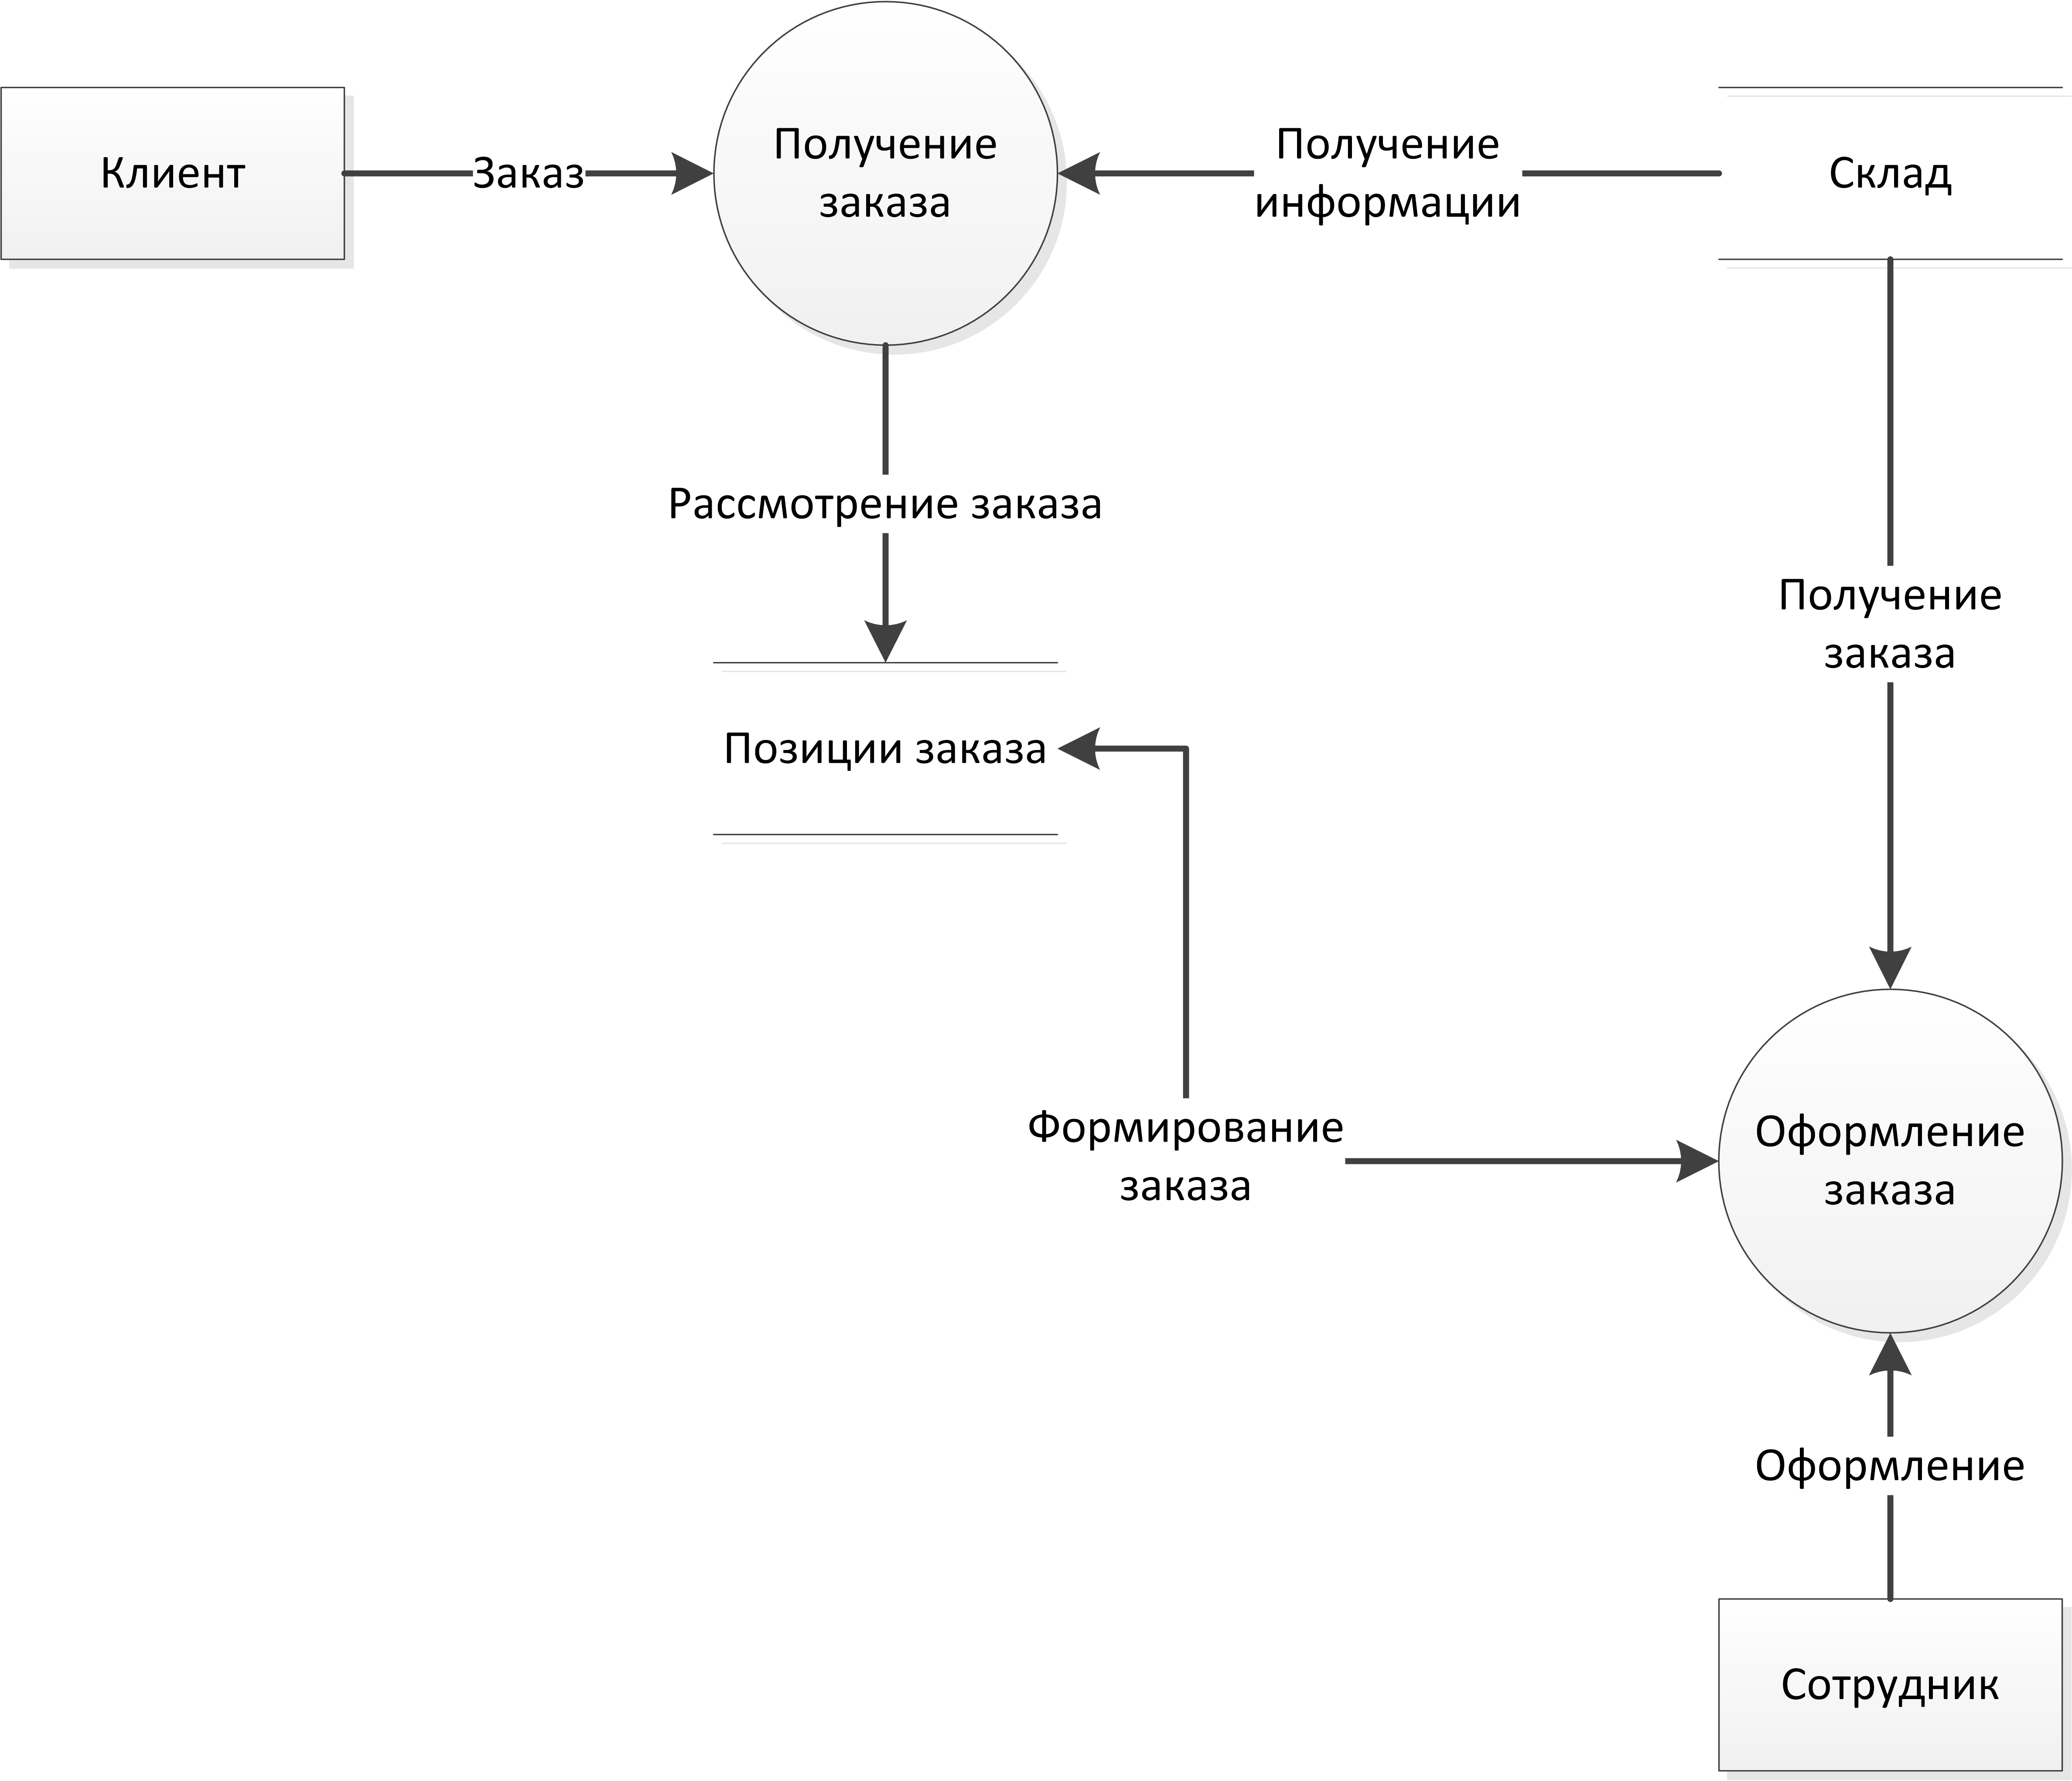 Клиент
Заказ
Получение
заказа
Получение
информации
Склад
Рассмотрение заказа
Получение
заказа
Позиции заказа
Формирование
заказа
Оформление
заказа
Оформление
Сотрудник